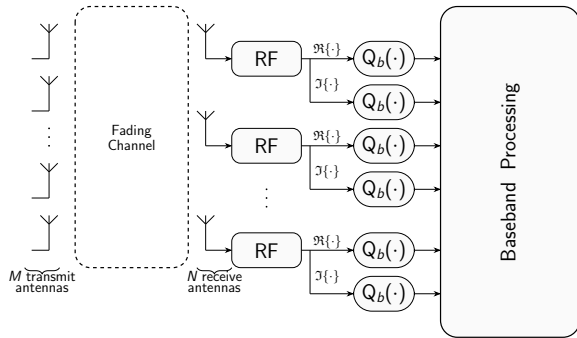 Fading
Channel
⋮
M transmit
antennas
N receive
antennas
RF
ℜ{·}
ℑ{·}
Q_b(·)
Q_b(·)
RF
ℜ{·}
ℑ{·}
Q_b(·)
Q_b(·)
⋮
RF
ℜ{·}
ℑ{·}
Q_b(·)
Q_b(·)
Baseband Processing